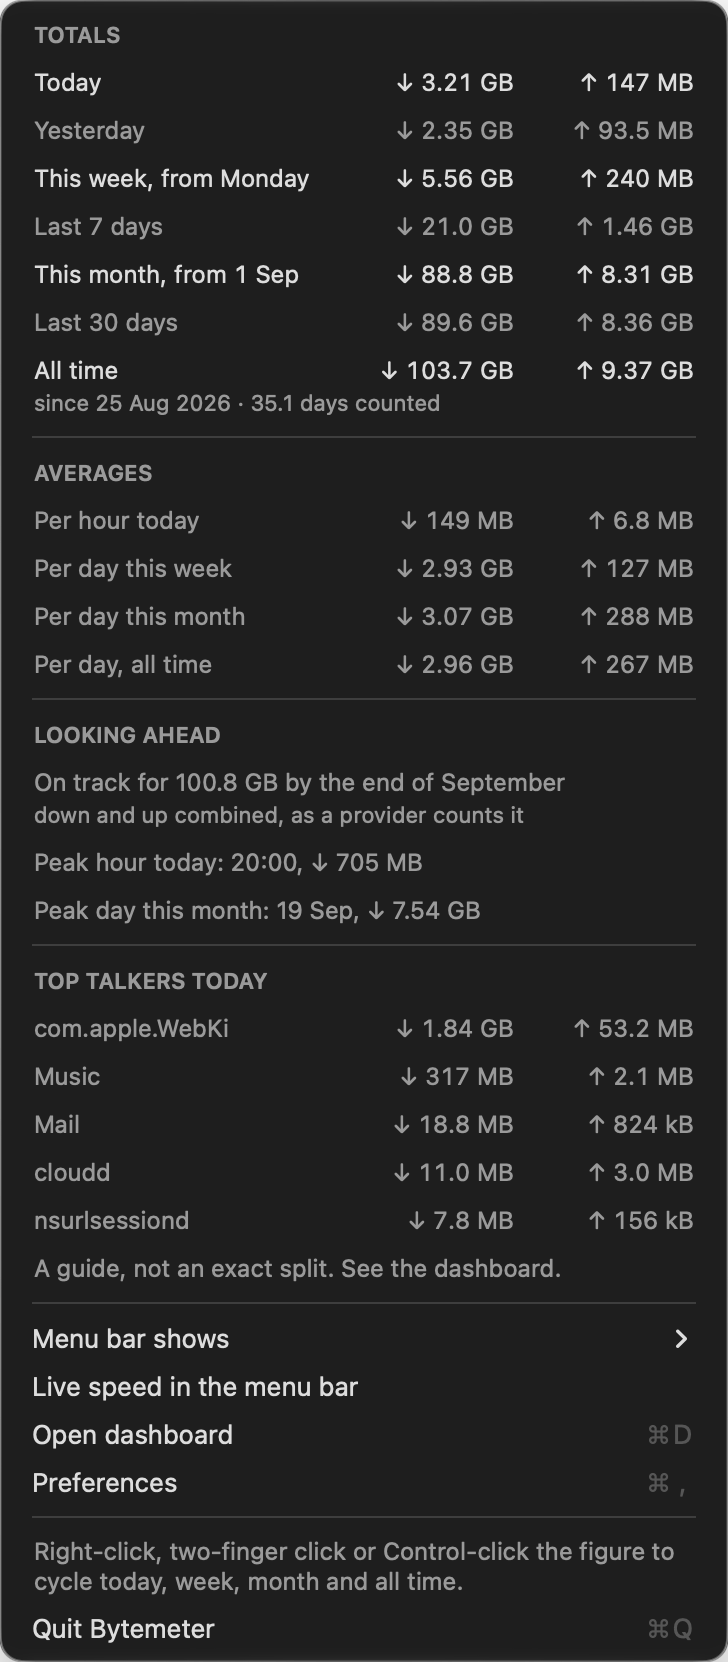 TOTALS
Today ↓ 3.21 GB ↑ 147 MB
Yesterday ↓ 2.35 GB ↑ 93.5 MB
This week, from Monday ↓ 5.56 GB ↑ 240 MB
Last 7 days ↓ 21.0 GB ↑ 1.46 GB
This month, from 1 Sep ↓ 88.8 GB ↑ 8.31 GB
Last 30 days ↓ 89.6 GB ↑ 8.36 GB
All time ↓ 103.7 GB ↑ 9.37 GB
since 25 Aug 2026 · 35.1 days counted
AVERAGES
Per hour today ↓ 149 MB ↑ 6.8 MB
Per day this week ↓ 2.93 GB ↑ 127 MB
Per day this month ↓ 3.07 GB ↑ 288 MB
Per day, all time ↓ 2.96 GB ↑ 267 MB
LOOKING AHEAD
On track for 100.8 GB by the end of September
down and up combined, as a provider counts it
Peak hour today: 20:00, ↓ 705 MB
Peak day this month: 19 Sep, ↓ 7.54 GB
TOP TALKERS TODAY
com.apple.WebKi ↓ 1.84 GB ↑ 53.2 MB
Music ↓ 317 MB ↑ 2.1 MB
Mail ↓ 18.8 MB ↑ 824 kB
cloudd ↓ 11.0 MB ↑ 3.0 MB
nsurlsessiond ↓ 7.8 MB ↑ 156 kB
A guide, not an exact split. See the dashboard.
Menu bar shows
Live speed in the menu bar
Open dashboard ⌘D
Preferences ⌘,
Right-click, two-finger click or Control-click the figure to
cycle today, week, month and all time.
Quit Bytemeter ⌘Q